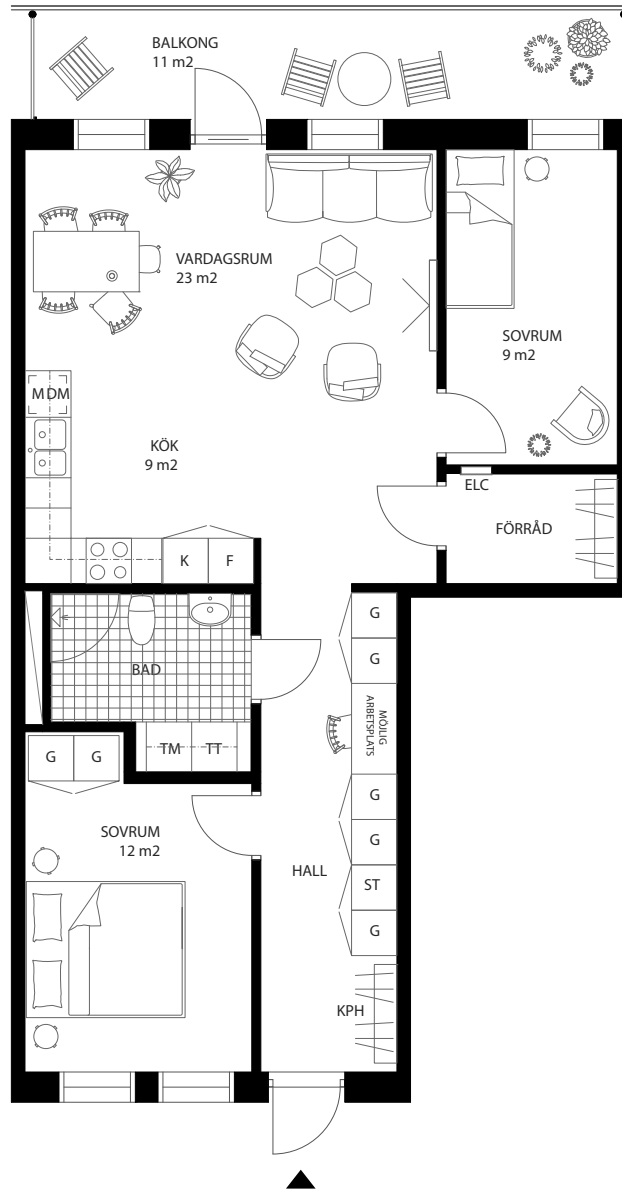 BALKONG
11 m2
VARDAGSRUM
23 m2
SOVRUM
9 m2
M DM
KÖK
9 m2
ELC
FÖRRÅD
K F
G
BAD
G
MÖJLIG
ARBETSPLATS
TM TT
G G
G
SOVRUM
12 m2
G
HALL
ST
G
KPH